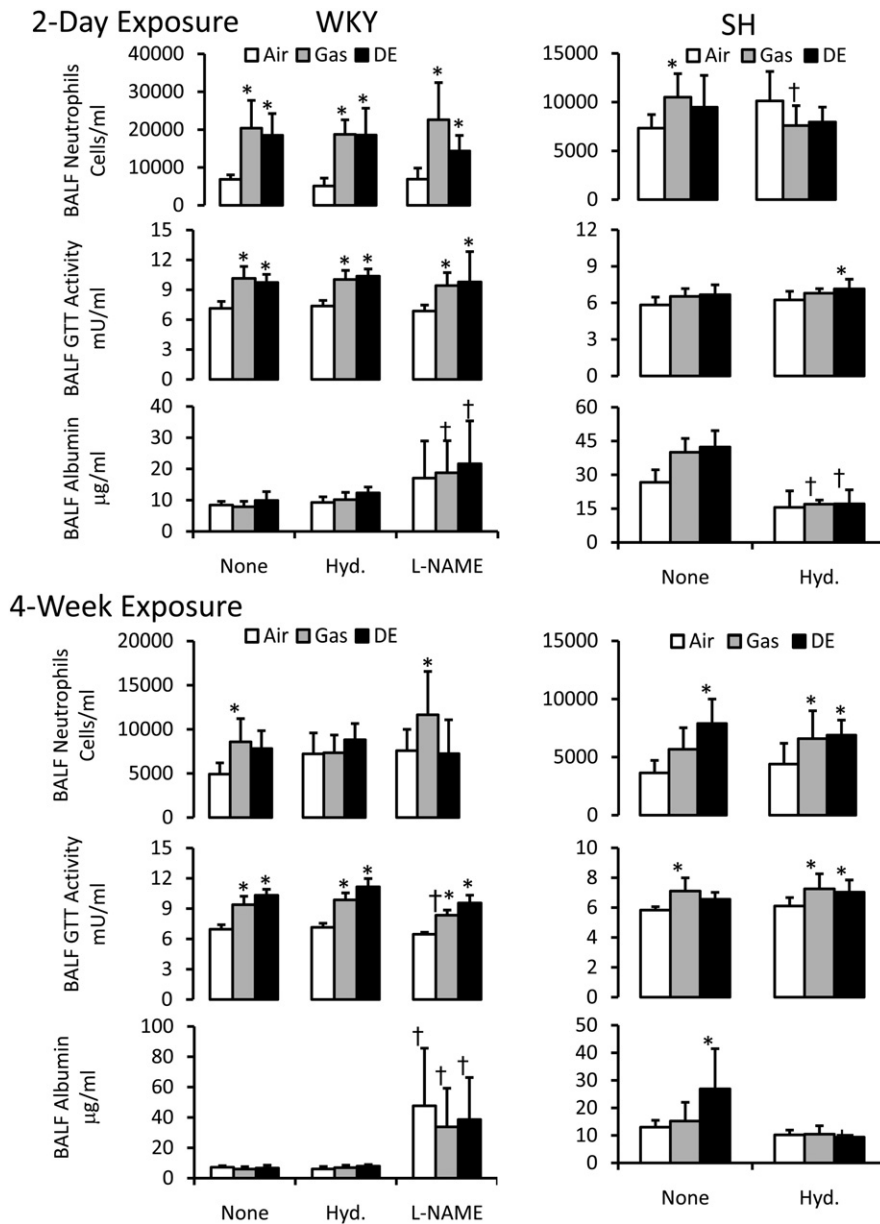 2-Day Exposure WKY SH
Air Gas DE
40000
30000
20000
10000
0
BALF Neutrophils
Cells/ml
* * * * * *
Air Gas DE
15000
10000
5000
0
* †
15
12
9
6
3
0
BALF GTT Activity
mU/ml
* * * * * *
12
9
6
3
0
*
40
30
20
10
0
BALF Albumin
µg/ml
† †
None Hyd. L-NAME
60
45
30
15
0
† †
None Hyd.
4-Week Exposure
Air Gas DE
20000
15000
10000
5000
0
BALF Neutrophils
Cells/ml
* *
Air Gas DE
15000
10000
5000
0
* * *
15
12
9
6
3
0
BALF GTT Activity
mU/ml
* * * * †* *
10
8
6
4
2
0
* * *
100
80
60
40
20
0
BALF Albumin
µg/ml
† † †
None Hyd. L-NAME
50
40
30
20
10
0
*
None Hyd.